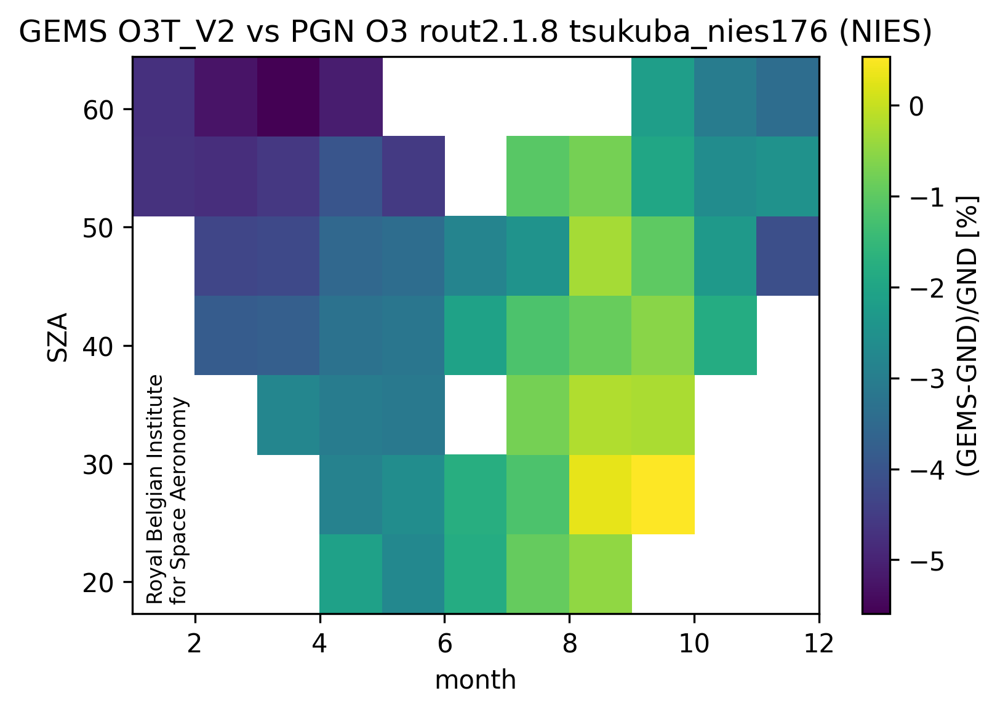 GEMS O3T_V2 vs PGN O3 rout2.1.8 tsukuba_nies176 (NIES)
60
50
40
30
20
SZA
Royal Belgian Institute
for Space Aeronomy
2
4
6
8
10
12
month
0
−1
−2
−3
−4
−5
(GEMS-GND)/GND [%]